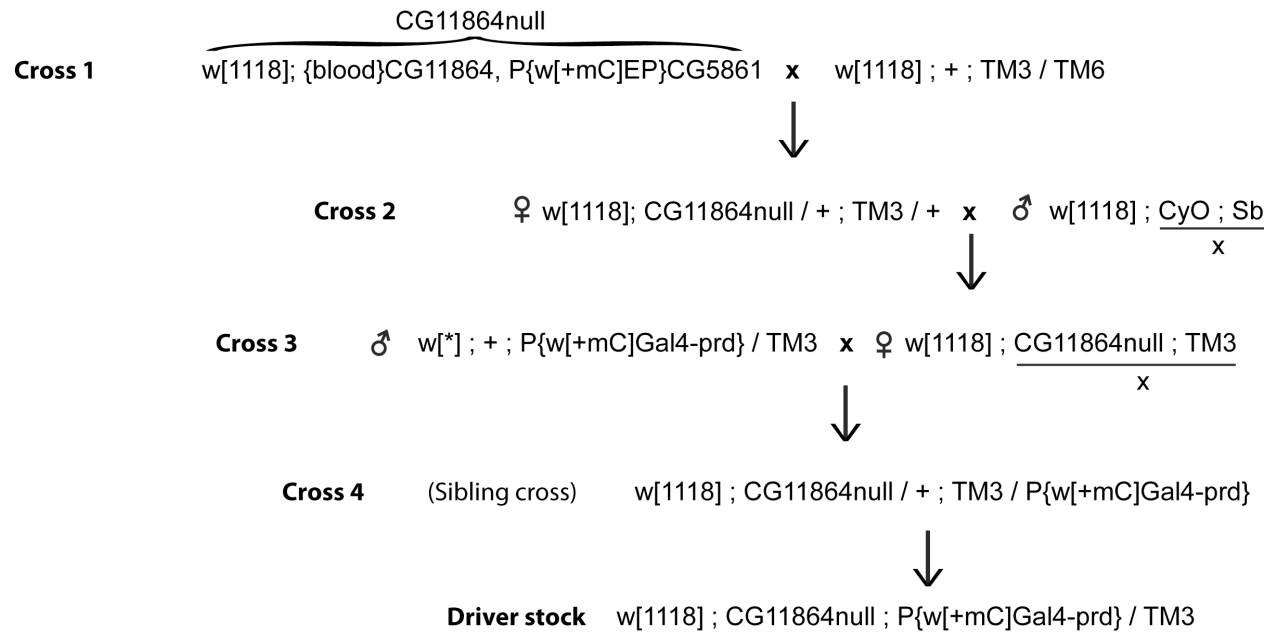 CG11864null
Cross 1 w[1118]; {blood}CG11864, P{w[+mC]EP}CG5861 x w[1118] ; + ; TM3 / TM6
Cross 2 ♀ w[1118]; CG11864null / + ; TM3 / + x ♂ w[1118] ; CyO ; Sb
x
Cross 3 ♂ w[*] ; + ; P{w[+mC]Gal4-prd} / TM3 x ♀ w[1118] ; CG11864null ; TM3
x
Cross 4 (Sibling cross) w[1118] ; CG11864null / + ; TM3 / P{w[+mC]Gal4-prd}
Driver stock w[1118] ; CG11864null ; P{w[+mC]Gal4-prd} / TM3